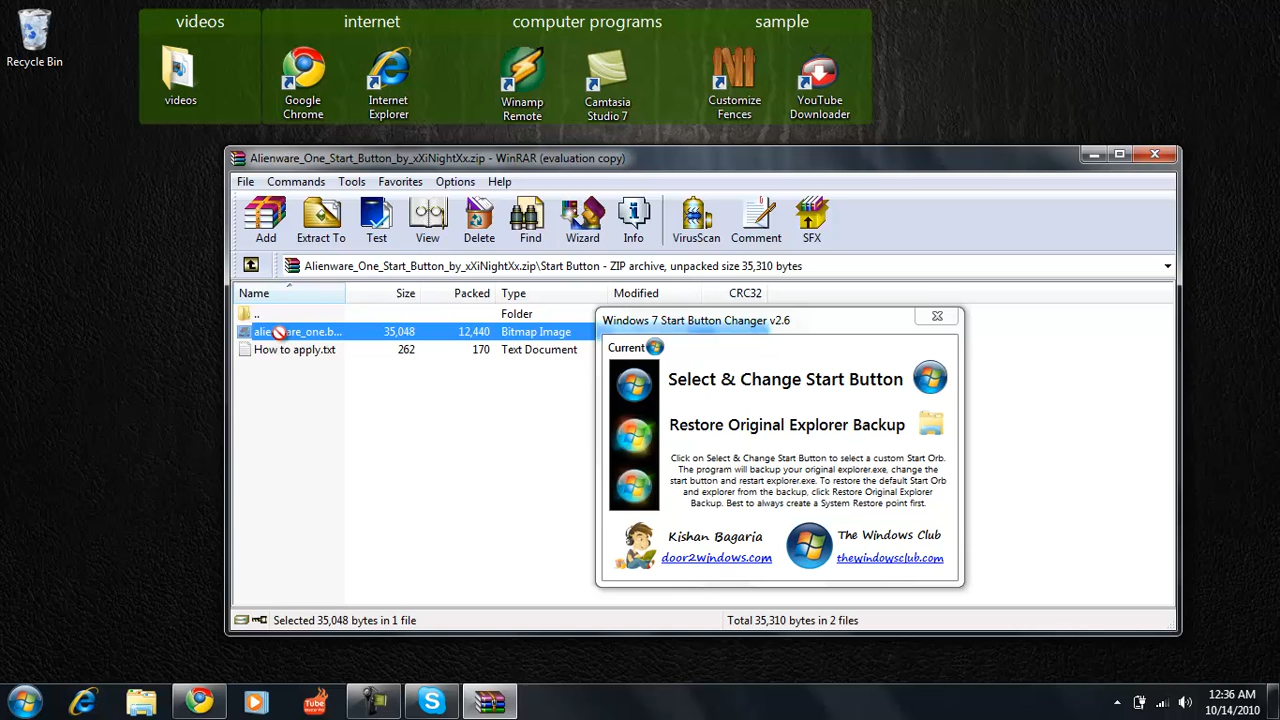 videos internet computer programs sample
Recycle Bin
videos
Google Chrome
Internet Explorer
Winamp Remote
Camtasia Studio 7
Customize Fences
YouTube Downloader
Alienware_One_Start_Button_by_xXiNightXx.zip - WinRAR (evaluation copy)
File Commands Tools Favorites Options Help
Add Extract To Test View Delete Find Wizard Info VirusScan Comment SFX
Alienware_One_Start_Button_by_xXiNightXx.zip\Start Button - ZIP archive, unpacked size 35,310 bytes
Name Size Packed Type Modified CRC32
.. Folder
35,048 12,440 Bitmap Image
How to apply.txt 262 170 Text Document
Windows 7 Start Button Changer v2.6
Current
Select & Change Start Button
Restore Original Explorer Backup
Click on Select & Change Start Button to select a custom Start Orb.
The program will backup your original explorer.exe, change the
start button and restart explorer.exe. To restore the default Start Orb
and explorer from the backup, click Restore Original Explorer
Backup. Best to always create a System Restore point first.
Kishan Bagaria
door2windows.com
The Windows Club
thewindowsclub.com
Selected 35,048 bytes in 1 file Total 35,310 bytes in 2 files
12:36 AM
10/14/2010